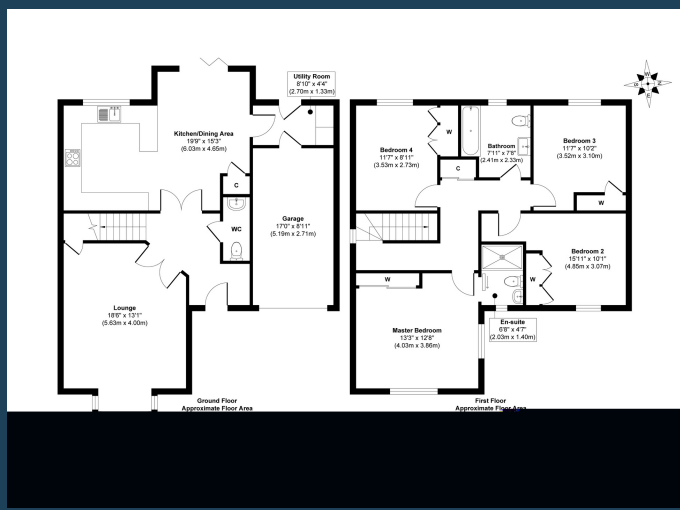 Utility Room
8'10" x 4'4"
(2.70m x 1.33m)
Kitchen/Dining Area
19'9" x 15'3"
(6.03m x 4.65m)
C
WC
Garage
17'0" x 8'11"
(5.19m x 2.71m)
Lounge
18'6" x 13'1"
(5.63m x 4.00m)
Ground Floor
Approximate Floor Area
W
N
S
E
Bedroom 4
11'7" x 8'11"
(3.53m x 2.73m)
W
Bathroom
7'11" x 7'8"
(2.41m x 2.33m)
Bedroom 3
11'7" x 10'2"
(3.52m x 3.10m)
C
W
Bedroom 2
15'11" x 10'1"
(4.85m x 3.07m)
W
W
Master Bedroom
13'3" x 12'8"
(4.03m x 3.86m)
En-suite
6'8" x 4'7"
(2.03m x 1.40m)
First Floor
Approximate Floor Area